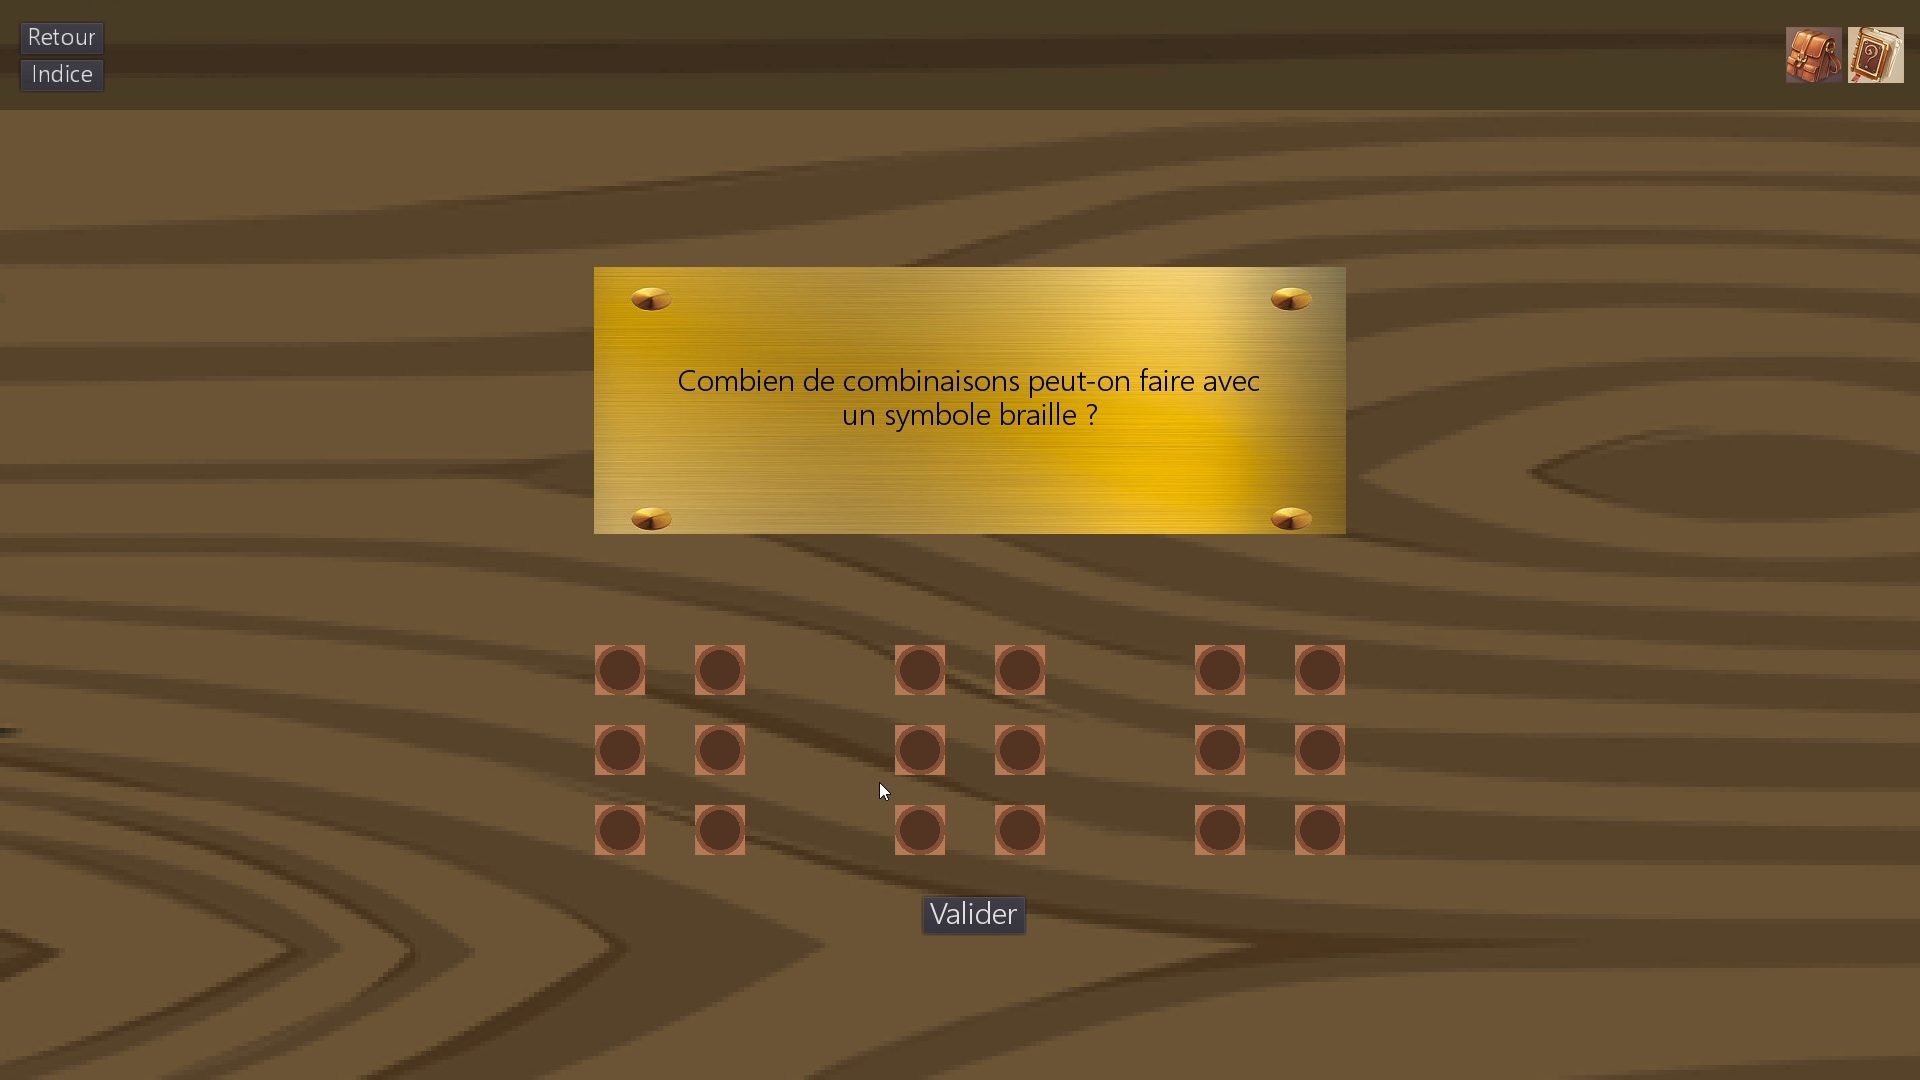 Retour
Indice
Combien de combinaisons peut-on faire avec
un symbole braille ?
Valider